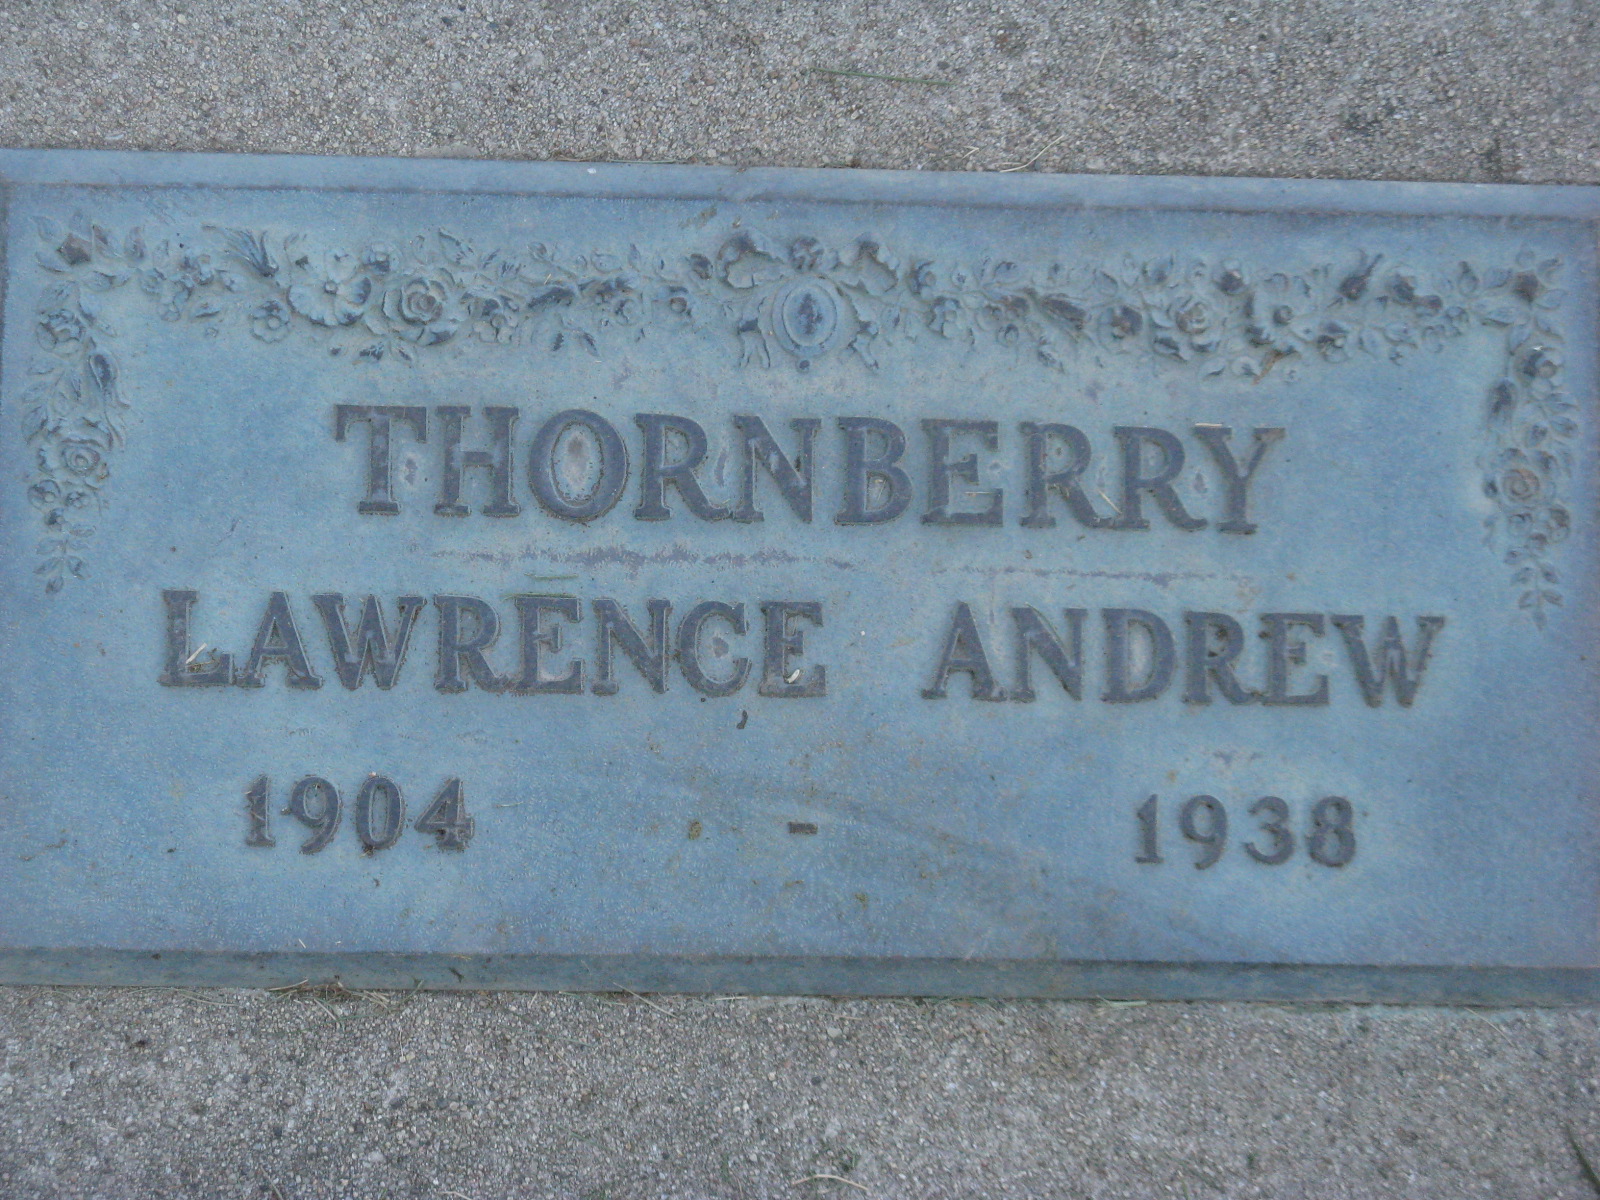 THORNBERRY
LAWRENCE ANDREW
1904 - 1938